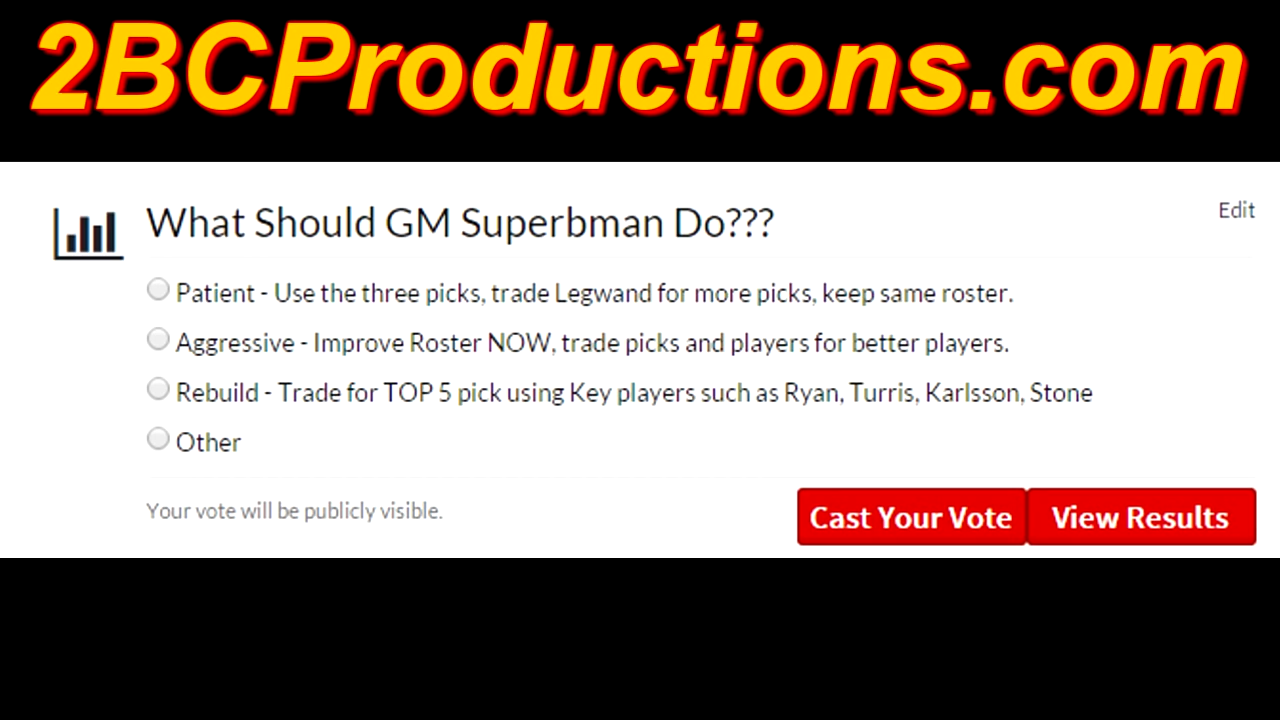 2BCProductions.com
What Should GM Superbman Do???
Edit
Patient - Use the three picks, trade Legwand for more picks, keep same roster.
Aggressive - Improve Roster NOW, trade picks and players for better players.
Rebuild - Trade for TOP 5 pick using Key players such as Ryan, Turris, Karlsson, Stone
Other
Your vote will be publicly visible.
Cast Your Vote
View Results